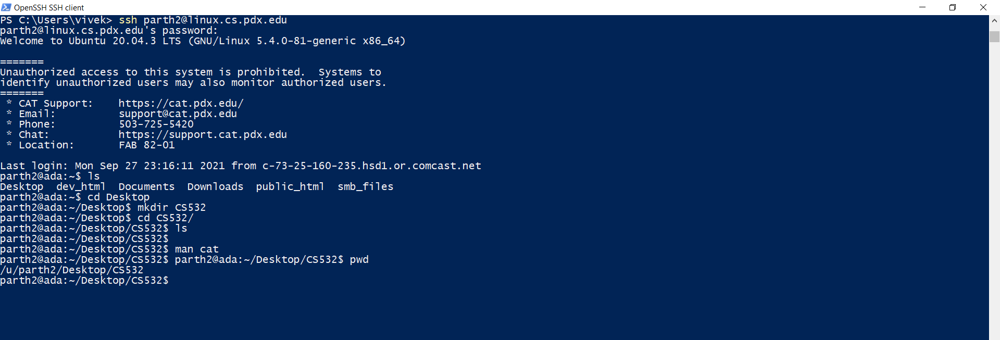 OpenSSH SSH client
PS C:\Users\vivek> ssh parth2@linux.cs.pdx.edu
parth2@linux.cs.pdx.edu's password:
Welcome to Ubuntu 20.04.3 LTS (GNU/Linux 5.4.0-81-generic x86_64)
=======
Unauthorized access to this system is prohibited.  Systems to
identify unauthorized users may also monitor authorized users.
=======
 * CAT Support:    https://cat.pdx.edu/
 * Email:          support@cat.pdx.edu
 * Phone:          503-725-5420
 * Chat:           https://support.cat.pdx.edu
 * Location:       FAB 82-01
Last login: Mon Sep 27 23:16:11 2021 from c-73-25-160-235.hsd1.or.comcast.net
parth2@ada:~$ ls
Desktop  dev_html  Documents  Downloads  public_html  smb_files
parth2@ada:~$ cd Desktop
parth2@ada:~/Desktop$ mkdir CS532
parth2@ada:~/Desktop$ cd CS532/
parth2@ada:~/Desktop/CS532$ ls
parth2@ada:~/Desktop/CS532$
parth2@ada:~/Desktop/CS532$ man cat
parth2@ada:~/Desktop/CS532$ parth2@ada:~/Desktop/CS532$ pwd
/u/parth2/Desktop/CS532
parth2@ada:~/Desktop/CS532$